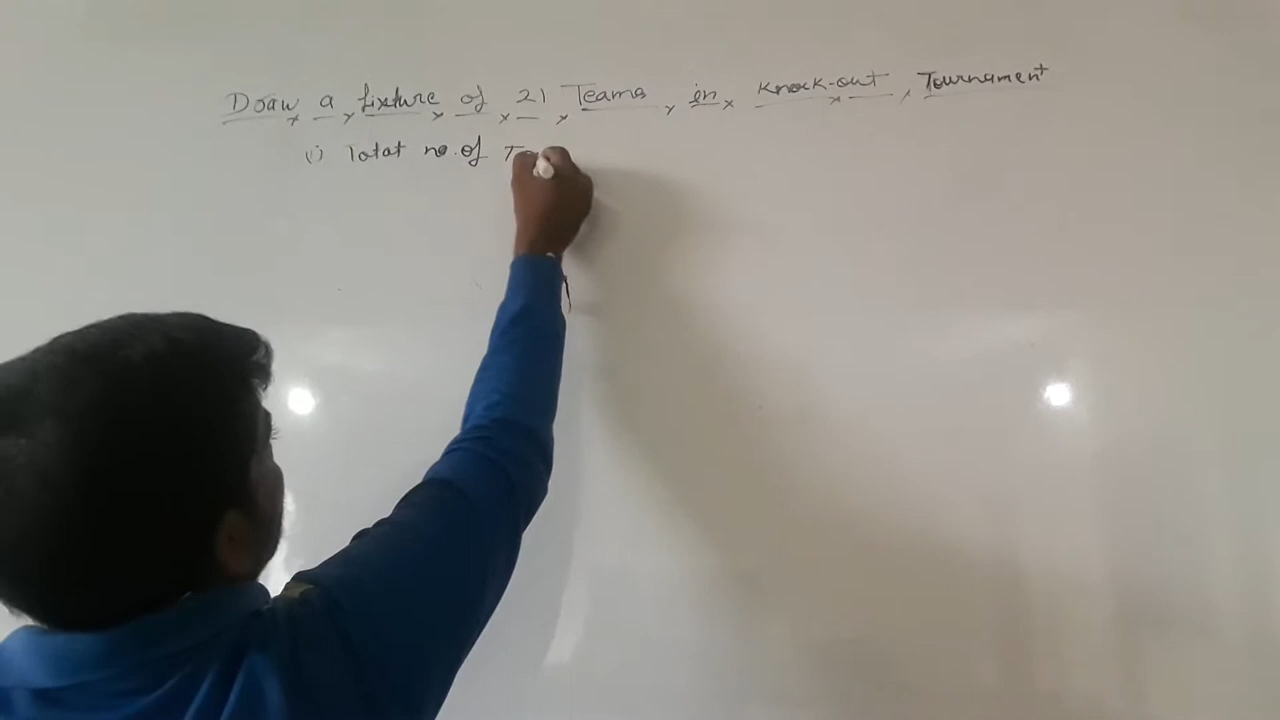 Draw a fixture of 21 Teams in Knock-out Tournament
(i) Total no. of